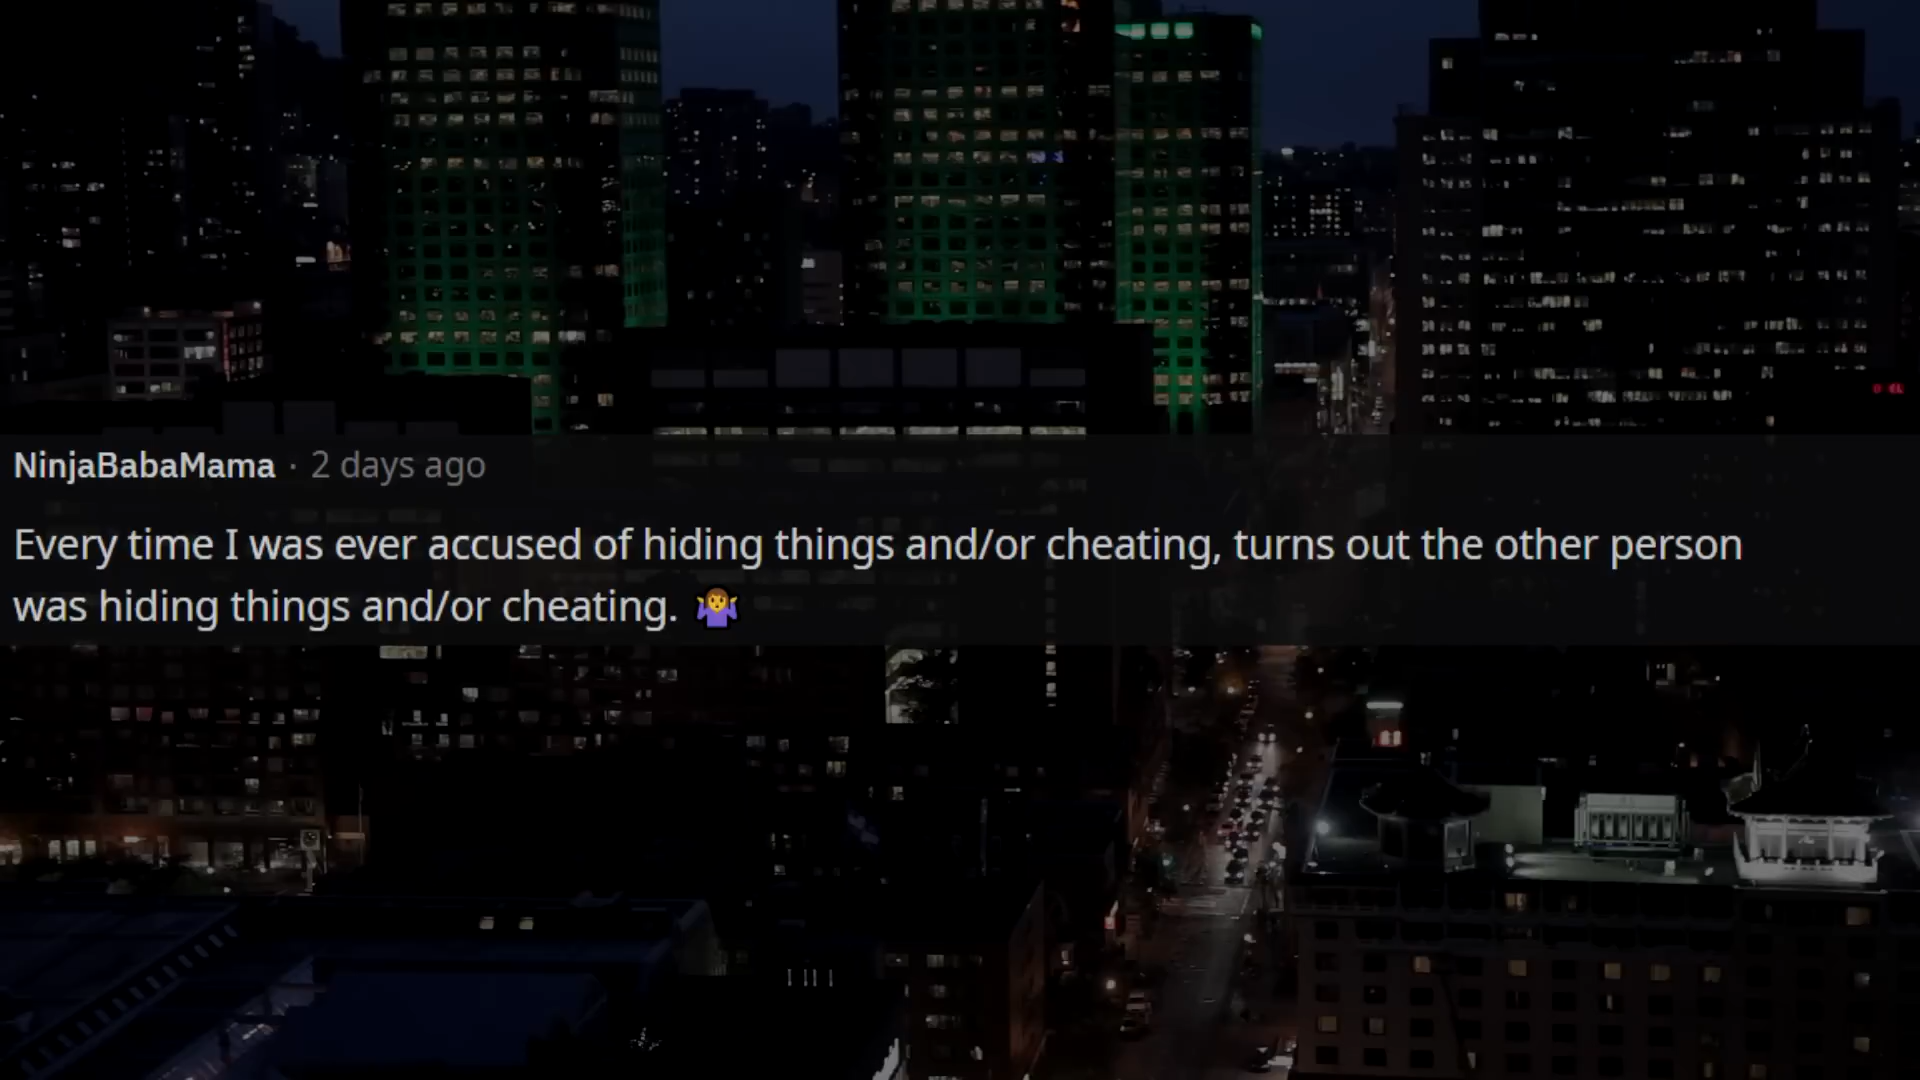 NinjaBabaMama · 2 days ago
Every time I was ever accused of hiding things and/or cheating, turns out the other person
was hiding things and/or cheating. 🤷‍♀️